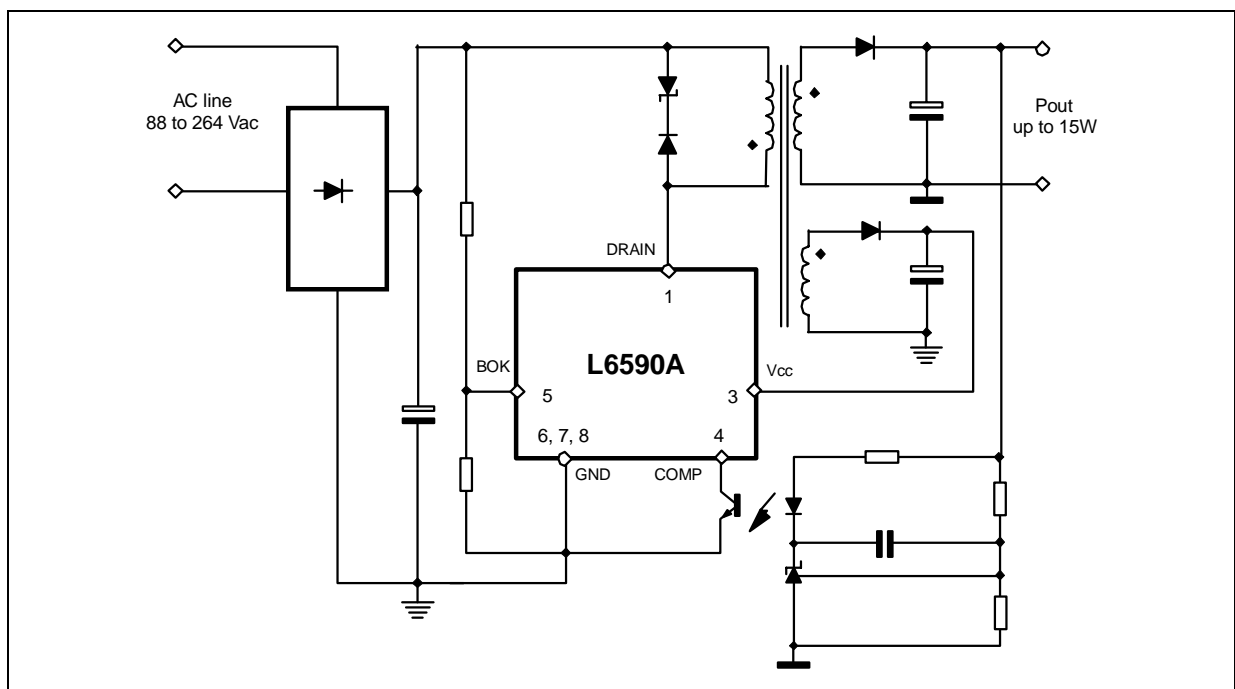 AC line
88 to 264 Vac
Pout
up to 15W
DRAIN
1
L6590A
BOK
5
Vcc
3
6, 7, 8
4
GND
COMP